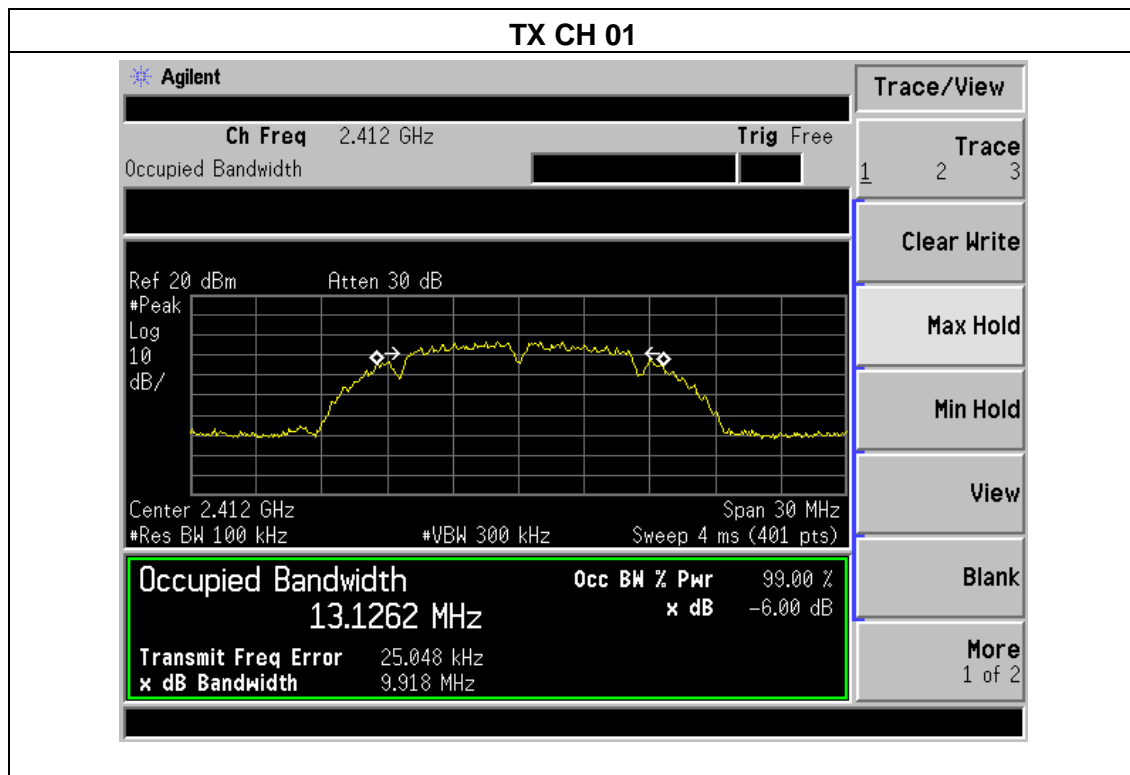 TX CH 01
Agilent
Trace/View
Ch Freq 2.412 GHz Trig Free
Occupied Bandwidth
Trace
1 2 3
Clear Write
Ref 20 dBm Atten 30 dB
#Peak
Log
10
dB/
Max Hold
Min Hold
View
Center 2.412 GHz Span 30 MHz
#Res BW 100 kHz #VBW 300 kHz Sweep 4 ms (401 pts)
Occupied Bandwidth Occ BW % Pwr 99.00 %
13.1262 MHz x dB -6.00 dB
Blank
Transmit Freq Error 25.048 kHz
x dB Bandwidth 9.918 MHz
More
1 of 2